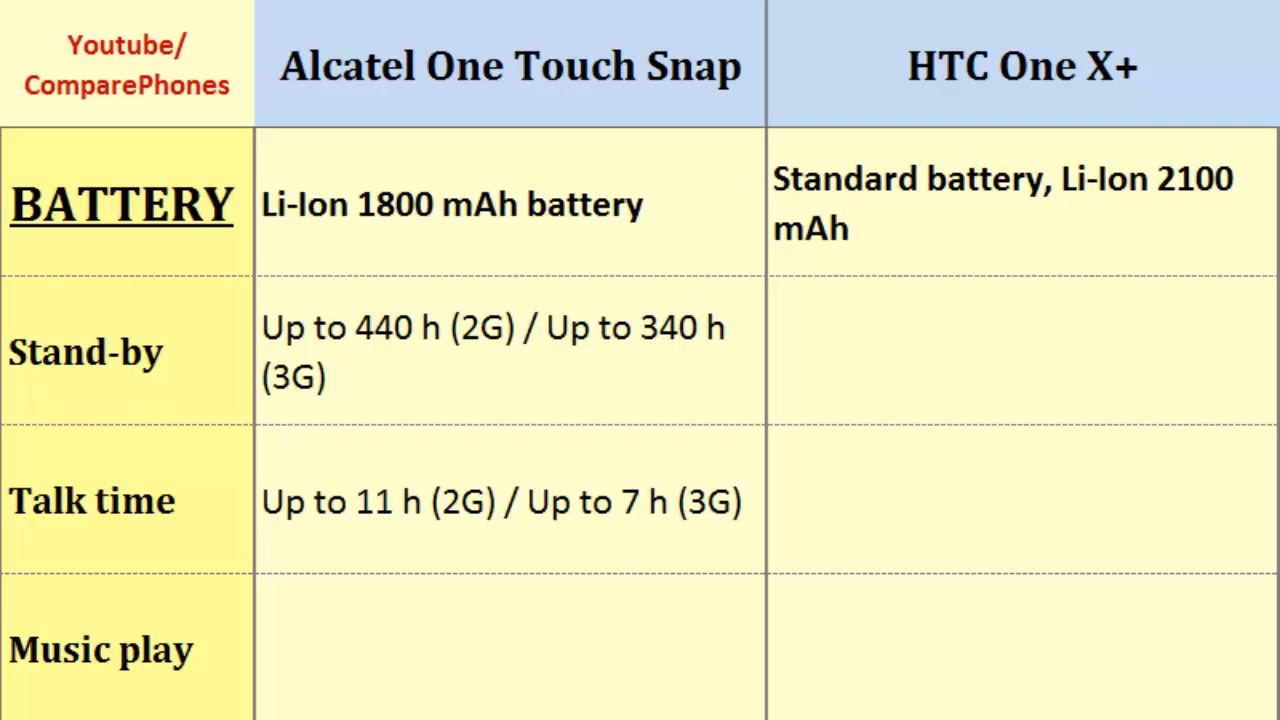 Youtube/
ComparePhones
Alcatel One Touch Snap
HTC One X+
BATTERY
Li-Ion 1800 mAh battery
Standard battery, Li-Ion 2100
mAh
Stand-by
Up to 440 h (2G) / Up to 340 h
(3G)
Talk time
Up to 11 h (2G) / Up to 7 h (3G)
Music play